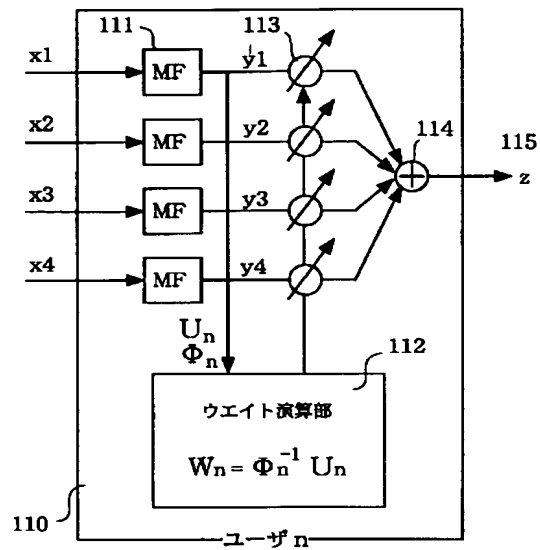 111
113
x1
MF
y1
x2
MF
y2
114
115
z
x3
MF
y3
x4
MF
y4
Un
Φn
112
ウエイト演算部
Wn = Φn⁻¹ Un
110
ユーザ n